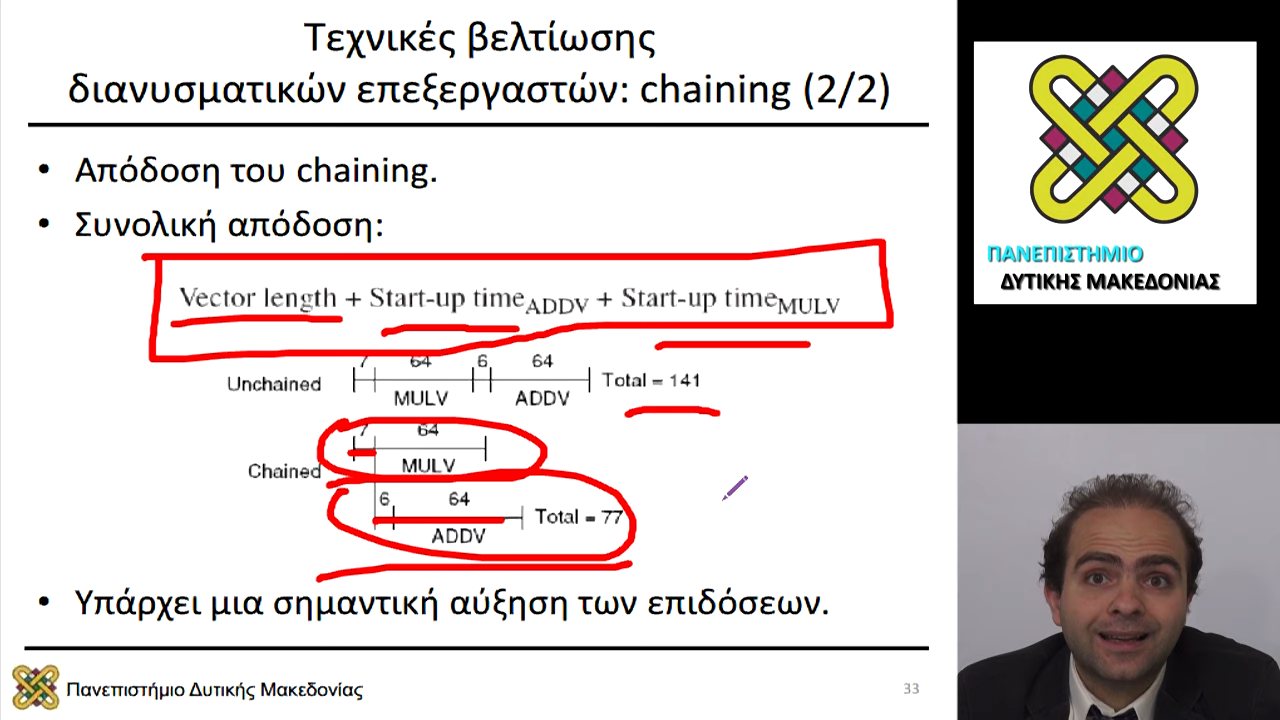 Τεχνικές βελτίωσης
διανυσματικών επεξεργαστών: chaining (2/2)
• Απόδοση του chaining.
• Συνολική απόδοση:
Vector length + Start-up timeADDV + Start-up timeMULV
7 64 6 64
Unchained Total = 141
MULV ADDV
7 64
Chained MULV
6 64
Total = 77
ADDV
• Υπάρχει μια σημαντική αύξηση των επιδόσεων.
Πανεπιστήμιο Δυτικής Μακεδονίας
33
ΠΑΝΕΠΙΣΤΗΜΙΟ
ΔΥΤΙΚΗΣ ΜΑΚΕΔΟΝΙΑΣ